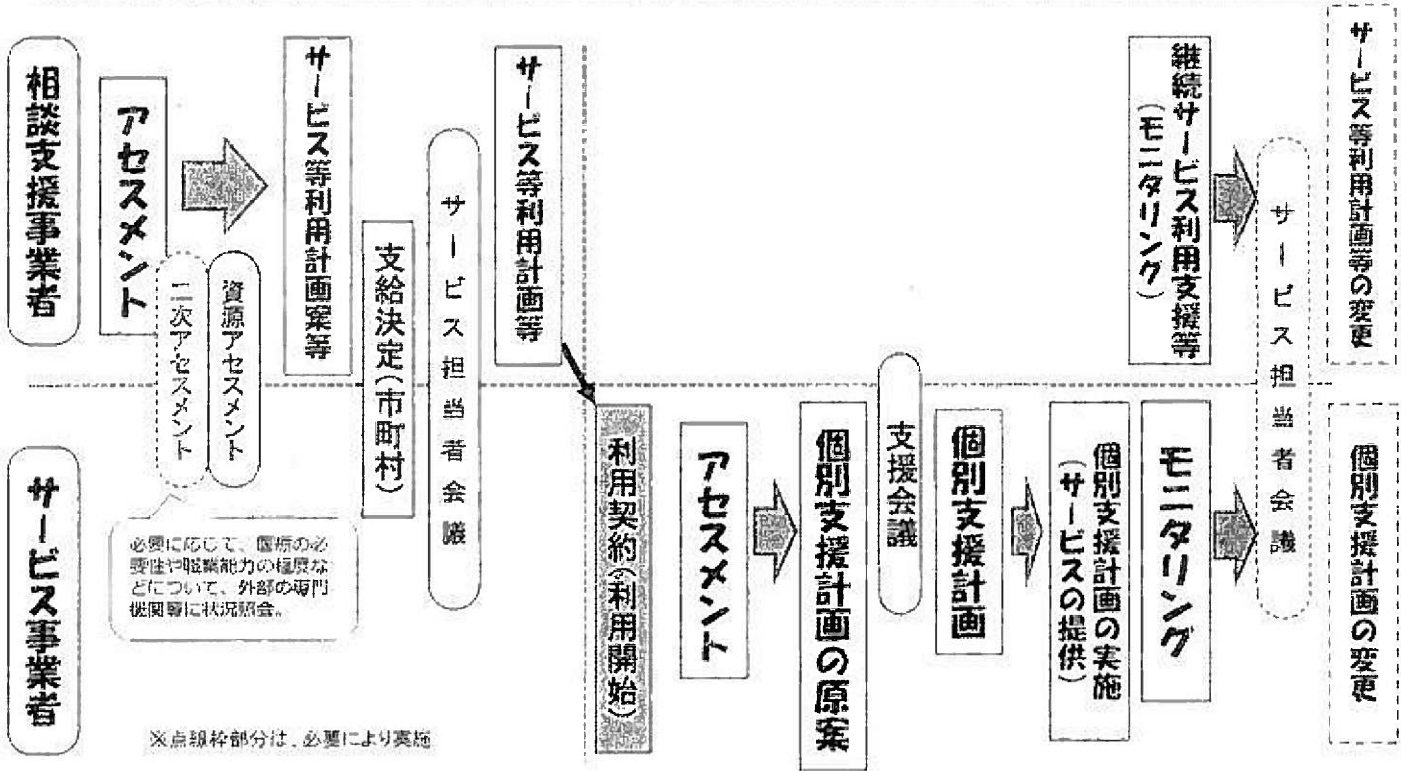 相談支援事業者
アセスメント
二次アセスメント
資源アセスメント
サービス等利用計画案等
支給決定(市町村)
サービス担当者会議
サービス等利用計画等
継続サービス利用支援等
(モニタリング)
サービス担当者会議
サービス等利用計画等の変更
サービス事業者
必要に応じて、医療の必
要性や職業能力の程度な
どについて、外部の専門
機関等に状況照会。
利用契約(利用開始)
アセスメント
個別支援計画の原案
支援会議
個別支援計画
個別支援計画の実施
(サービスの提供)
モニタリング
個別支援計画の変更
※点線枠部分は、必要により実施